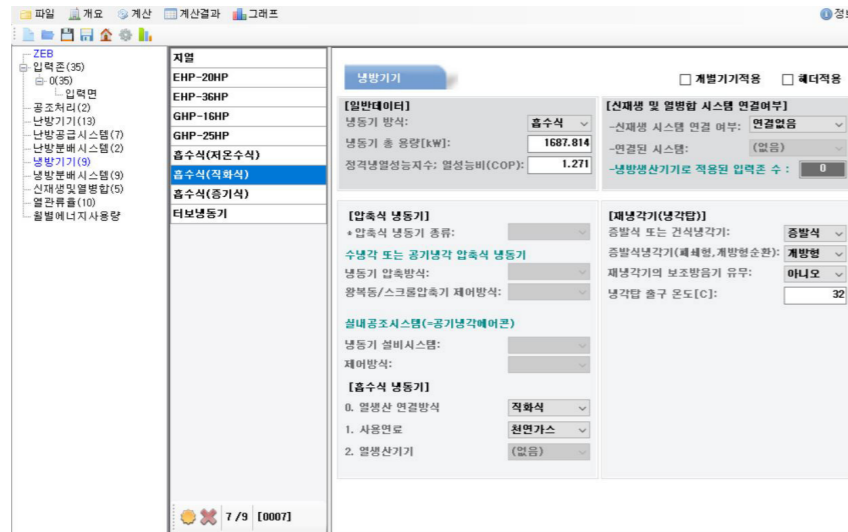 파일 개요 계산 계산결과 그래프
ZEB
입력존(35)
0(35)
입력면
공조처리(2)
난방기기(13)
난방공급시스템(7)
난방분배시스템(2)
냉방기기(9)
냉방분배시스템(9)
신재생및열병합(5)
열관류율(10)
월별에너지사용량
지열
EHP-20HP
EHP-36HP
GHP-16HP
GHP-25HP
흡수식(저온수식)
흡수식(직화식)
흡수식(증기식)
터보냉동기
7 /9 [0007]
냉방기기
개별기기적용 헤더적용
[일반데이터]
냉동기 방식: 흡수식
냉동기 총 용량[kW]: 1687.814
정격냉열성능지수; 열성능비(COP): 1.271
[신재생 및 열병합 시스템 연결여부]
-신재생 시스템 연결 여부: 연결없음
-연결된 시스템: (없음)
-냉방생산기기로 적용된 입력존 수 : 0
[압축식 냉동기]
+압축식 냉동기 종류:
수냉각 또는 공기냉각 압축식 냉동기
냉동기 압축방식:
왕복동/스크롤압축기 제어방식:
실내공조시스템(=공기냉각에어콘)
냉동기 설비시스템:
제어방식:
[흡수식 냉동기]
0. 열생산 연결방식 직화식
1. 사용연료 천연가스
2. 열생산기기 (없음)
[재냉각기(냉각탑)]
증발식 또는 건식냉각기: 증발식
증발식냉각기(폐쇄형,개방형순환): 개방형
재냉각기의 보조방음기 유무: 아니오
냉각탑 출구 온도[C]: 32